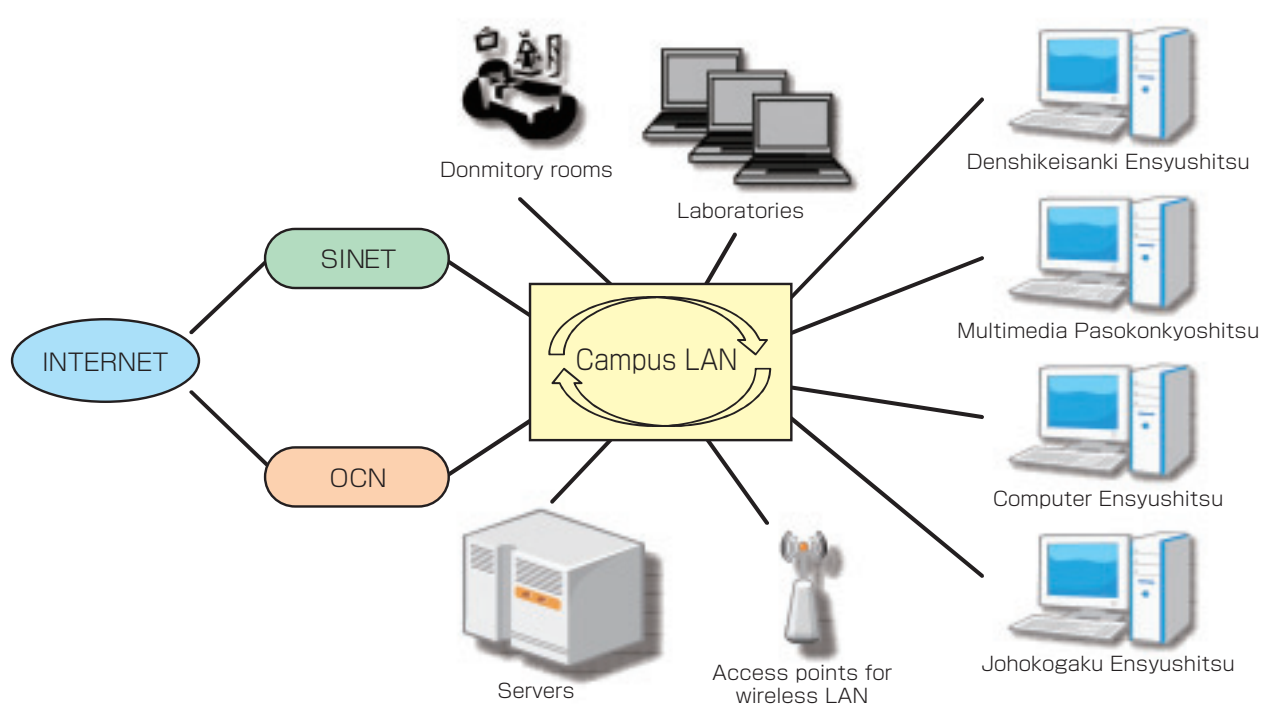 Donmitory rooms
Laboratories
Denshikeisanki Ensyushitsu
SINET
Multimedia Pasokonkyoshitsu
INTERNET
Campus LAN
OCN
Computer Ensyushitsu
Servers
Access points for
wireless LAN
Johokogaku Ensyushitsu